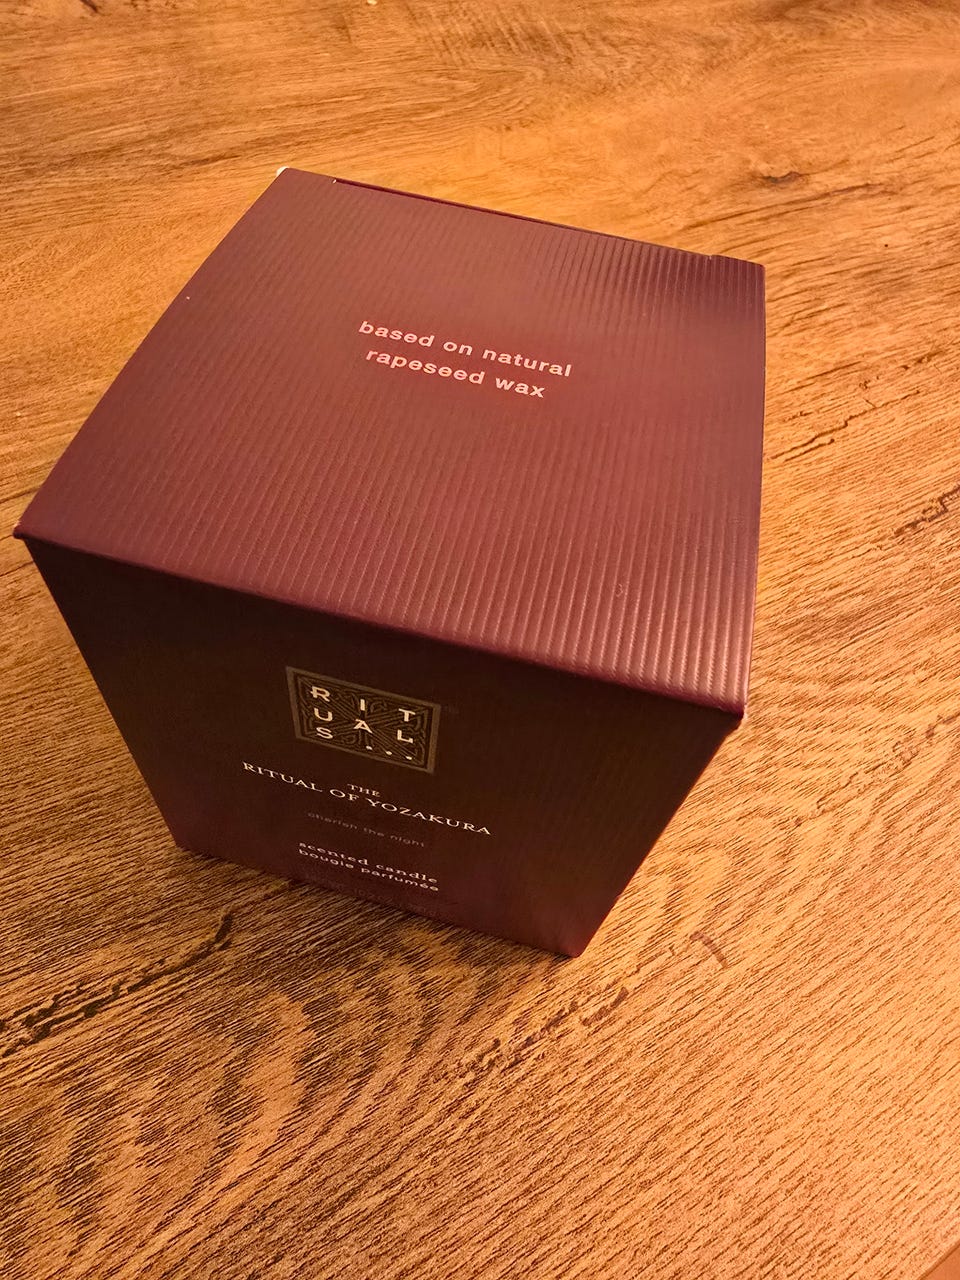 based on natural
rapeseed wax
RIT
UAL
S...
THE
RITUAL OF YOZAKURA
cherish the night
scented candle
bougie parfumée